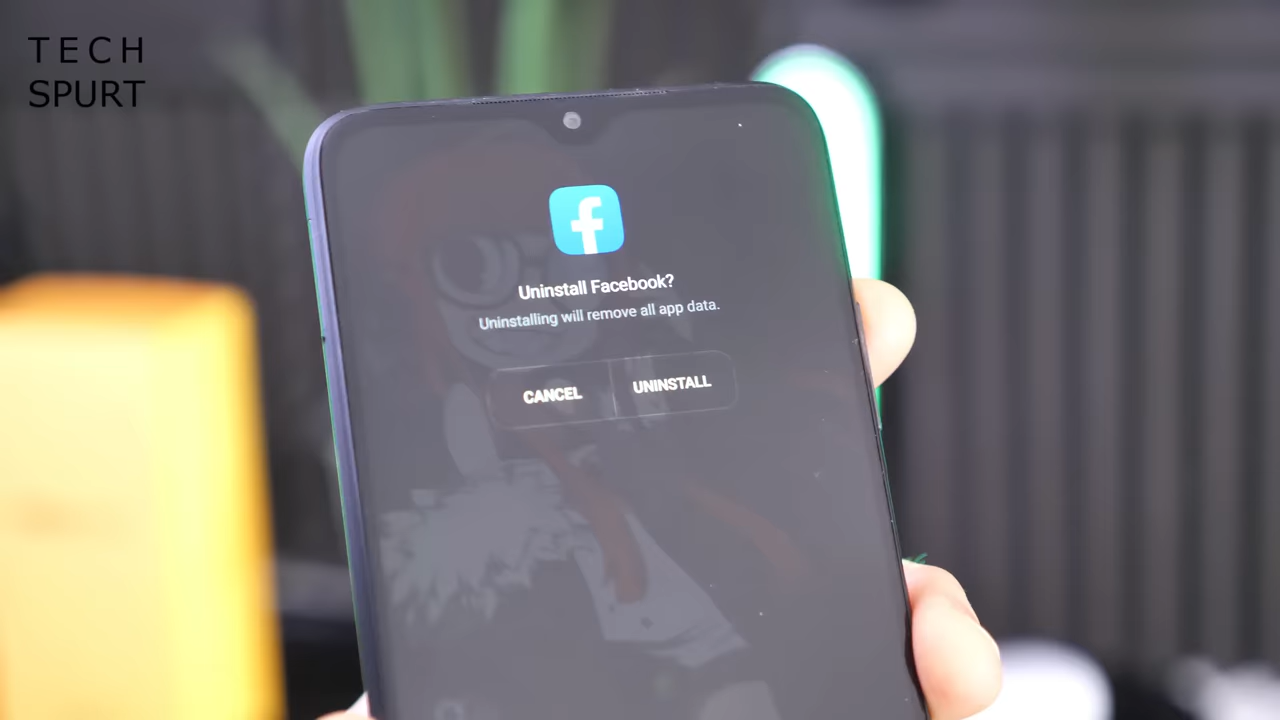 TECH
SPURT
Uninstall Facebook?
Uninstalling will remove all app data.
CANCEL UNINSTALL